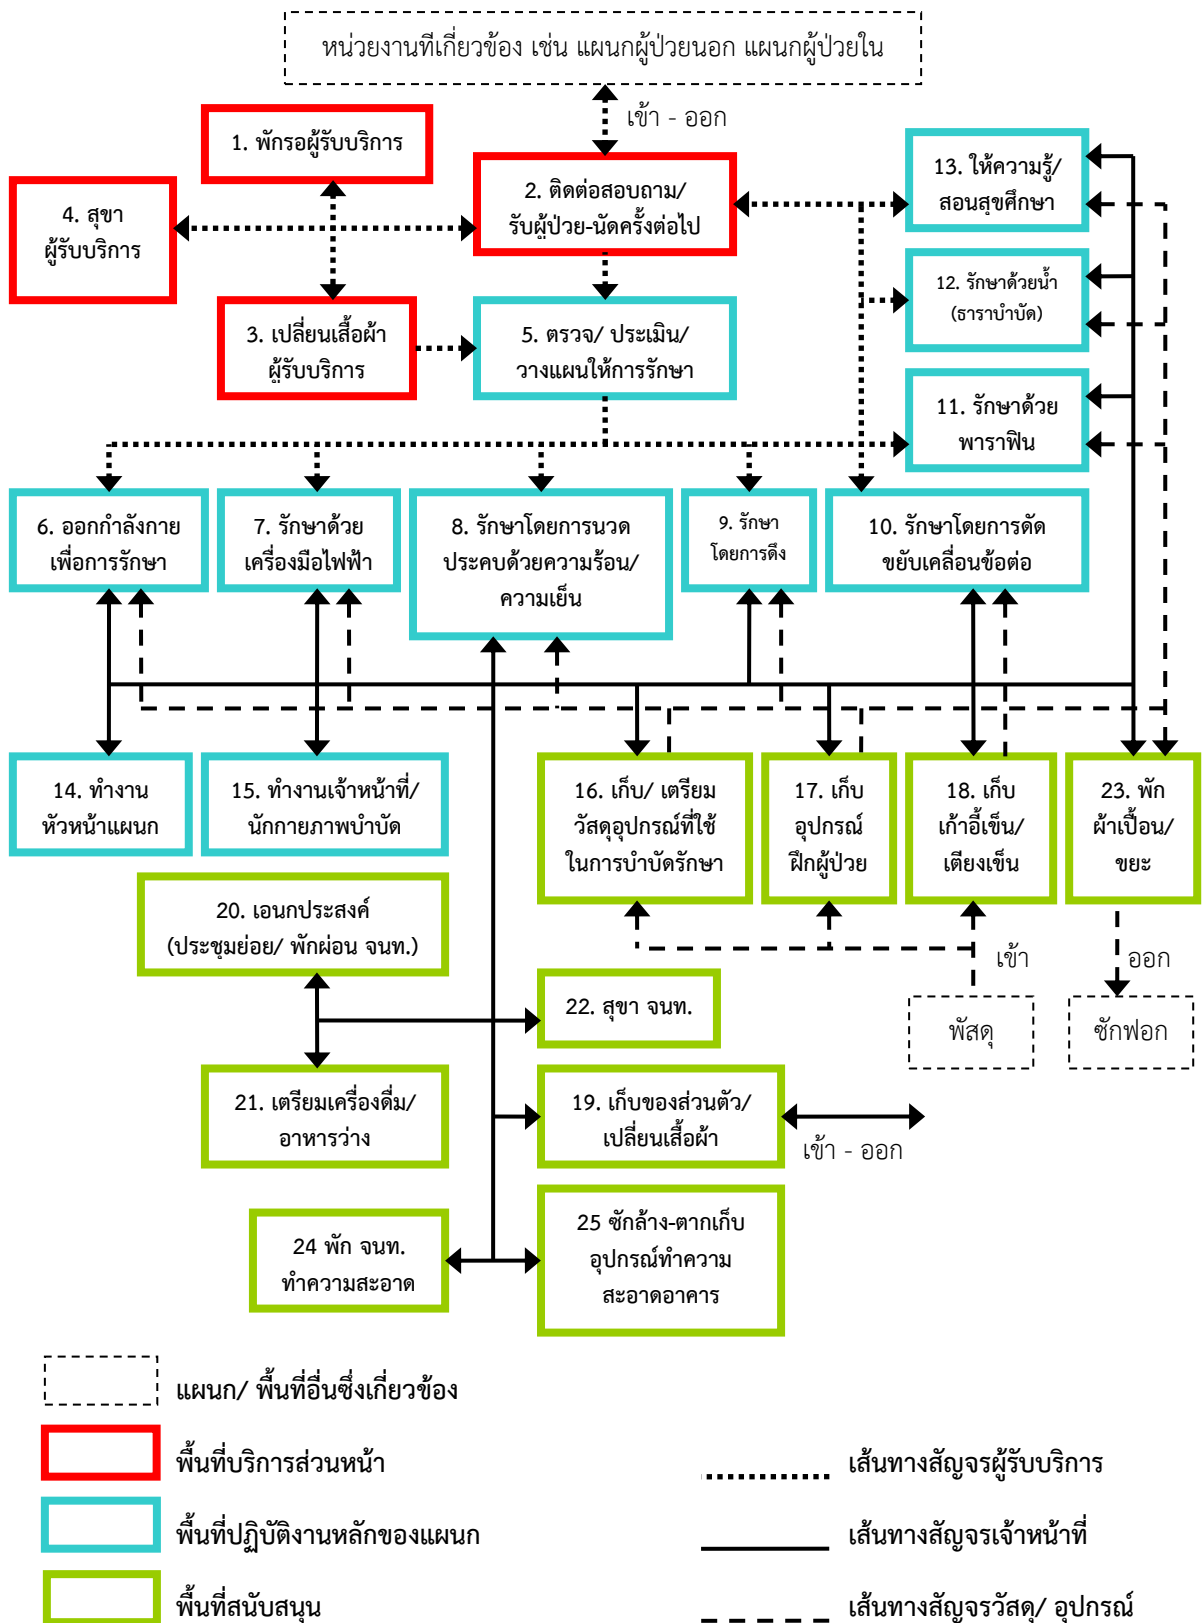 หน่วยงานที่เกี่ยวข้อง เช่น แผนกผู้ป่วยนอก แผนกผู้ป่วยใน
เข้า - ออก
1. พักรอผู้รับบริการ
2. ติดต่อสอบถาม/
รับผู้ป่วย-นัดครั้งต่อไป
13. ให้ความรู้/
สอนสุขศึกษา
4. สุขา
ผู้รับบริการ
12. รักษาด้วยน้ำ
(ธาราบำบัด)
3. เปลี่ยนเสื้อผ้า
ผู้รับบริการ
5. ตรวจ/ ประเมิน/
วางแผนให้การรักษา
11. รักษาด้วย
พาราฟิน
6. ออกกำลังกาย
เพื่อการรักษา
7. รักษาด้วย
เครื่องมือไฟฟ้า
8. รักษาโดยการนวด
ประคบด้วยความร้อน/
ความเย็น
9. รักษา
โดยการดึง
10. รักษาโดยการดัด
ขยับเคลื่อนข้อต่อ
14. ทำงาน
หัวหน้าแผนก
15. ทำงานเจ้าหน้าที่/
นักกายภาพบำบัด
16. เก็บ/ เตรียม
วัสดุอุปกรณ์ที่ใช้
ในการบำบัดรักษา
17. เก็บ
อุปกรณ์
ฝึกผู้ป่วย
18. เก็บ
เก้าอี้เข็น/
เตียงเข็น
23. พัก
ผ้าเปื้อน/
ขยะ
20. เอนกประสงค์
(ประชุมย่อย/ พักผ่อน จนท.)
เข้า
ออก
22. สุขา จนท.
พัสดุ
ซักฟอก
21. เตรียมเครื่องดื่ม/
อาหารว่าง
19. เก็บของส่วนตัว/
เปลี่ยนเสื้อผ้า
เข้า - ออก
24 พัก จนท.
ทำความสะอาด
25 ซักล้าง-ตากเก็บ
อุปกรณ์ทำความ
สะอาดอาคาร
แผนก/ พื้นที่อื่นซึ่งเกี่ยวข้อง
พื้นที่บริการส่วนหน้า
เส้นทางสัญจรผู้รับบริการ
พื้นที่ปฏิบัติงานหลักของแผนก
เส้นทางสัญจรเจ้าหน้าที่
พื้นที่สนับสนุน
เส้นทางสัญจรวัสดุ/ อุปกรณ์